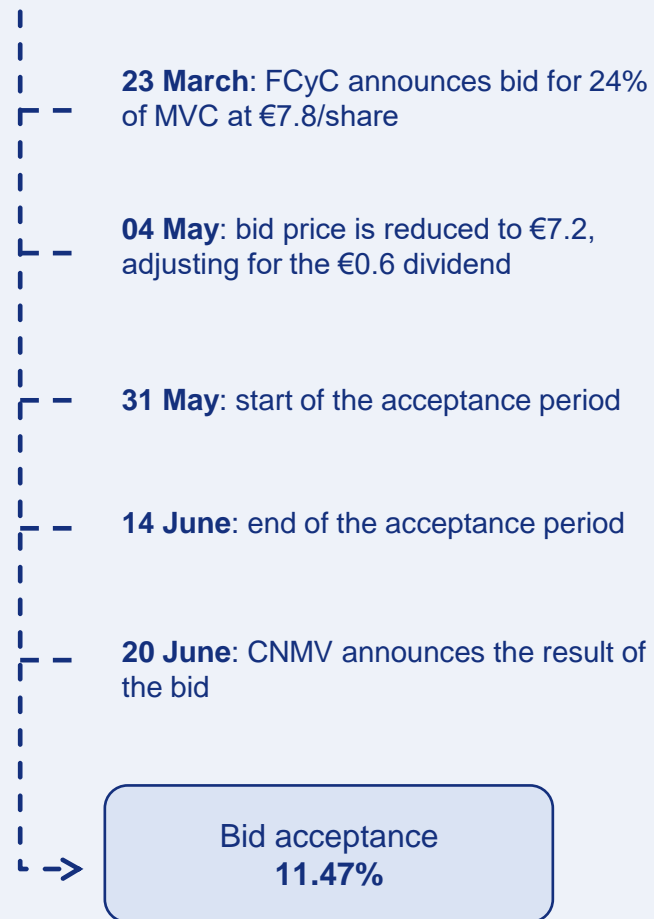 23 March: FCyC announces bid for 24%
of MVC at €7.8/share
04 May: bid price is reduced to €7.2,
adjusting for the €0.6 dividend
31 May: start of the acceptance period
14 June: end of the acceptance period
20 June: CNMV announces the result of
the bid
Bid acceptance
11.47%